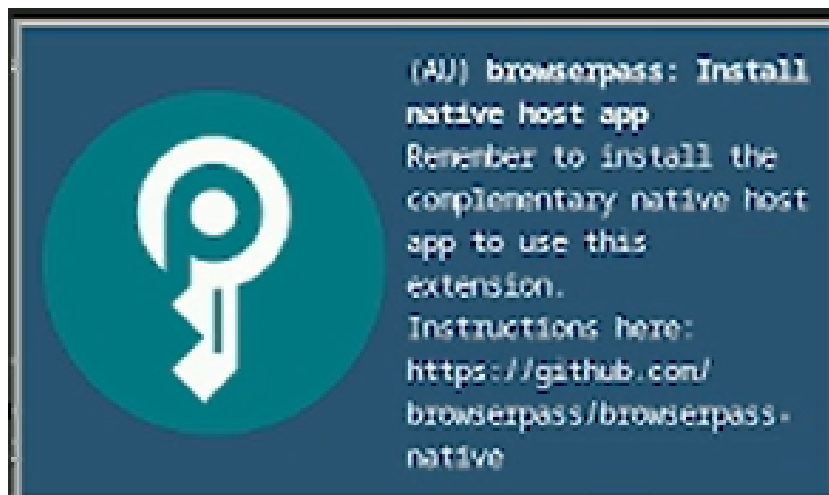 (AU) browserpass: Install
native host app
Remember to install the
complementary native host
app to use this
extension.
Instructions here:
https://github.com/
browserpass/browserpass-
native